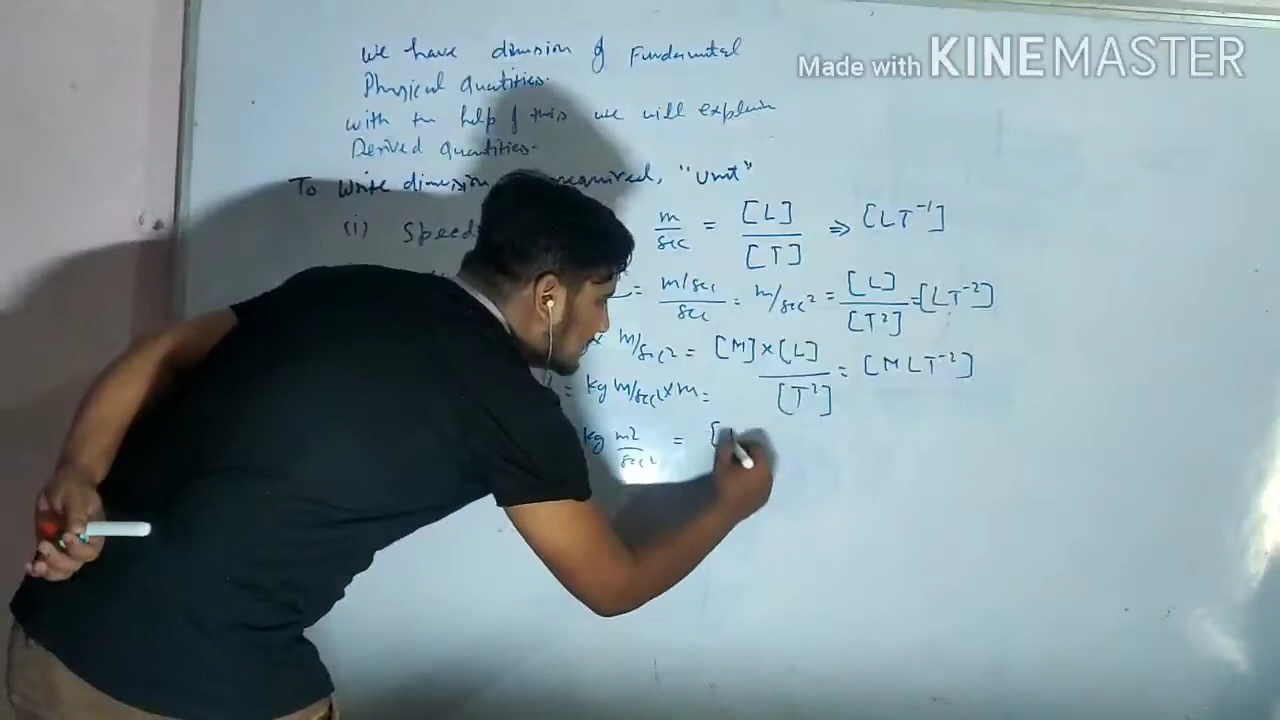 Made with KINEMASTER
We have dimsion of Fundamental
Physical Quantities.
with the help of this we will explain
Derived Quantities.
To write dimension required, "Unit"
(i) Speed m/sec = [L]/[T] ⇒ [LT⁻¹]
= m/sec/sec = m/sec² = [L]/[T²] = [LT⁻²]
× m/sec² = [M] × [L]/[T²] = [MLT⁻²]
= kg m/sec² × m =
kg m2/sec² = [